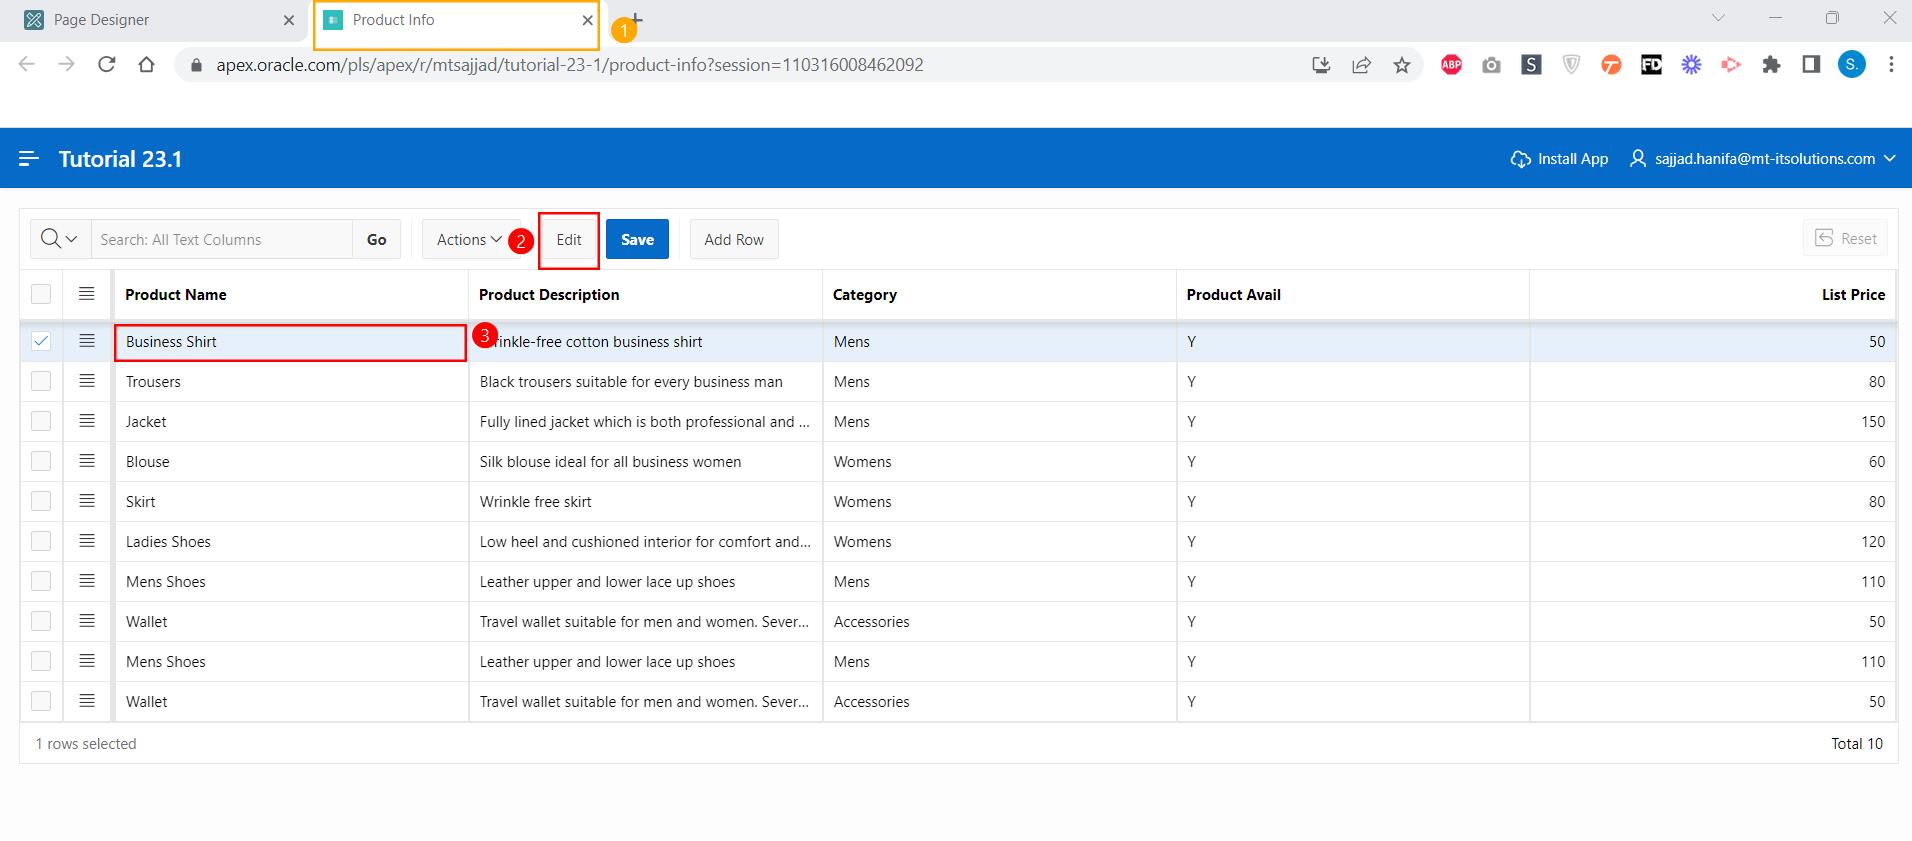 Page Designer
Product Info
1
apex.oracle.com/pls/apex/r/mtsajjad/tutorial-23-1/product-info?session=110316008462092
ABP
S
FD
S.
Tutorial 23.1
Install App
sajjad.hanifa@mt-itsolutions.com
Search: All Text Columns
Go
Actions
2
Edit
Save
Add Row
Reset
Product Name Product Description Category Product Avail List Price
Business Shirt 3 rinkle-free cotton business shirt Mens Y 50
Trousers Black trousers suitable for every business man Mens Y 80
Jacket Fully lined jacket which is both professional and ... Mens Y 150
Blouse Silk blouse ideal for all business women Womens Y 60
Skirt Wrinkle free skirt Womens Y 80
Ladies Shoes Low heel and cushioned interior for comfort and... Womens Y 120
Mens Shoes Leather upper and lower lace up shoes Mens Y 110
Wallet Travel wallet suitable for men and women. Sever... Accessories Y 50
Mens Shoes Leather upper and lower lace up shoes Mens Y 110
Wallet Travel wallet suitable for men and women. Sever... Accessories Y 50
1 rows selected
Total 10